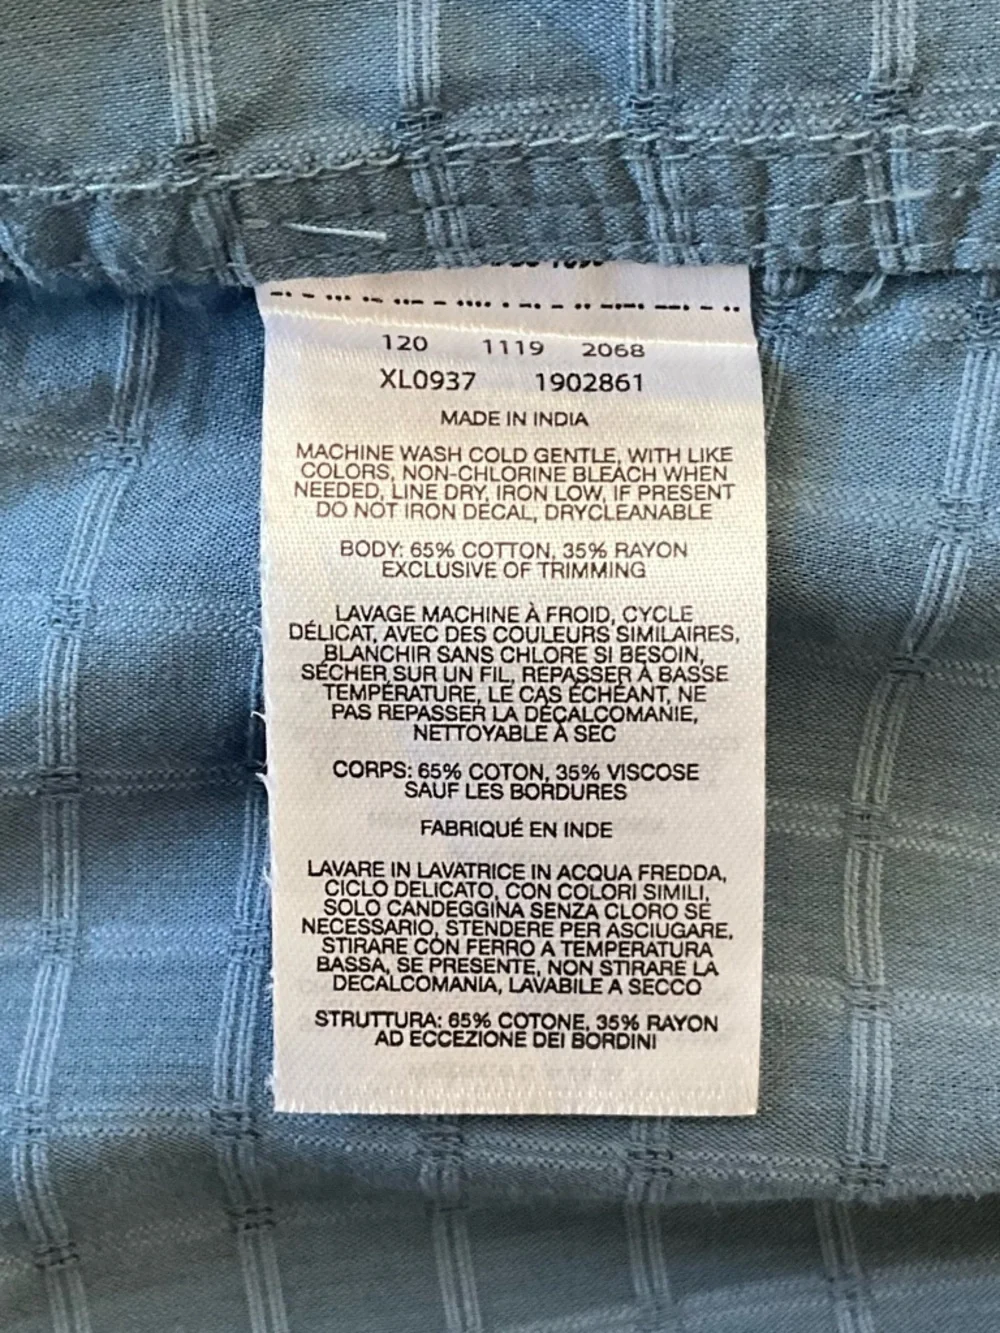 120 1119 2068
XL0937 1902861
MADE IN INDIA
MACHINE WASH COLD GENTLE, WITH LIKE
COLORS, NON-CHLORINE BLEACH WHEN
NEEDED, LINE DRY, IRON LOW, IF PRESENT
DO NOT IRON DECAL, DRYCLEANABLE
BODY: 65% COTTON, 35% RAYON
EXCLUSIVE OF TRIMMING
LAVAGE MACHINE À FROID, CYCLE
DÉLICAT, AVEC DES COULEURS SIMILAIRES,
BLANCHIR SANS CHLORE SI BESOIN,
SÉCHER SUR UN FIL, REPASSER À BASSE
TEMPÉRATURE, LE CAS ÉCHÉANT, NE
PAS REPASSER LA DÉCALCOMANIE,
NETTOYABLE À SEC
CORPS: 65% COTON, 35% VISCOSE
SAUF LES BORDURES
FABRIQUÉ EN INDE
LAVARE IN LAVATRICE IN ACQUA FREDDA,
CICLO DELICATO, CON COLORI SIMILI,
SOLO CANDEGGINA SENZA CLORO SE
NECESSARIO, STENDERE PER ASCIUGARE,
STIRARE CON FERRO A TEMPERATURA
BASSA, SE PRESENTE, NON STIRARE LA
DECALCOMANIA, LAVABILE A SECCO
STRUTTURA: 65% COTONE, 35% RAYON
AD ECCEZIONE DEI BORDINI